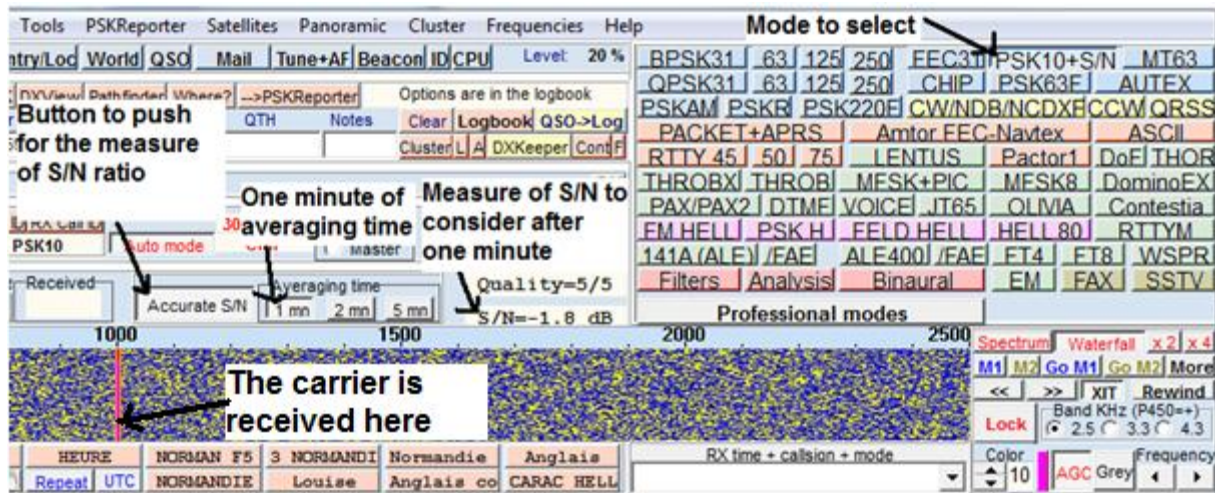 Tools PSKReporter Satellites Panoramic Cluster Frequencies Help
Mode to select
ntry/Loc World QSO Mail Tune+AF Beacon ID CPU Level: 20 %
DXView Pathfinder Where? -->PSKReporter Options are in the logbook
Button to push
for the measure
of S/N ratio
QTH Notes Clear Logbook QSO->Log
Cluster L A DXKeeper Cont F
One minute of
averaging time
Measure of S/N to
consider after
one minute
RX Call ID 30
PSK10 Auto mode Master
Quality=5/5
Received Accurate S/N Averaging time
1 mn 2 mn 5 mn
S/N=-1.8 dB
BPSK31 63 125 250 FEC31 PSK10+S/N MT63
QPSK31 63 125 250 CHIP PSK63F AUTEX
PSKAM PSKR PSK220F CW/NDB/NCDXF CCW QRSS
PACKET+APRS Amtor FEC-Navtex ASCII
RTTY 45 50 75 LENTUS Pactor1 DoF THOR
THROBX THROB MFSK+PIC MFSK8 DominoEX
PAX/PAX2 DTMF VOICE JT65 OLIVIA Contestia
FM HELL PSK H FELD HELL HELL 80 RTTYM
141A (ALE) /FAE ALE400 /FAE FT4 FT8 WSPR
Filters Analysis Binaural EM FAX SSTV
Professional modes
1000 1500 2000 2500
The carrier is
received here
Spectrum Waterfall x 2 x 4
M1 M2 Go M1 Go M2 More
<< >> XIT Rewind
Lock Band KHz (P450=+)
2.5 3.3 4.3
HEURE NORMAN F5 3 NORMANDI Normandie Anglais
Repeat UTC NORMANDIE Louise Anglais co CARAC HELL
RX time + callsion + mode
Color Frequency
10 AGC Grey